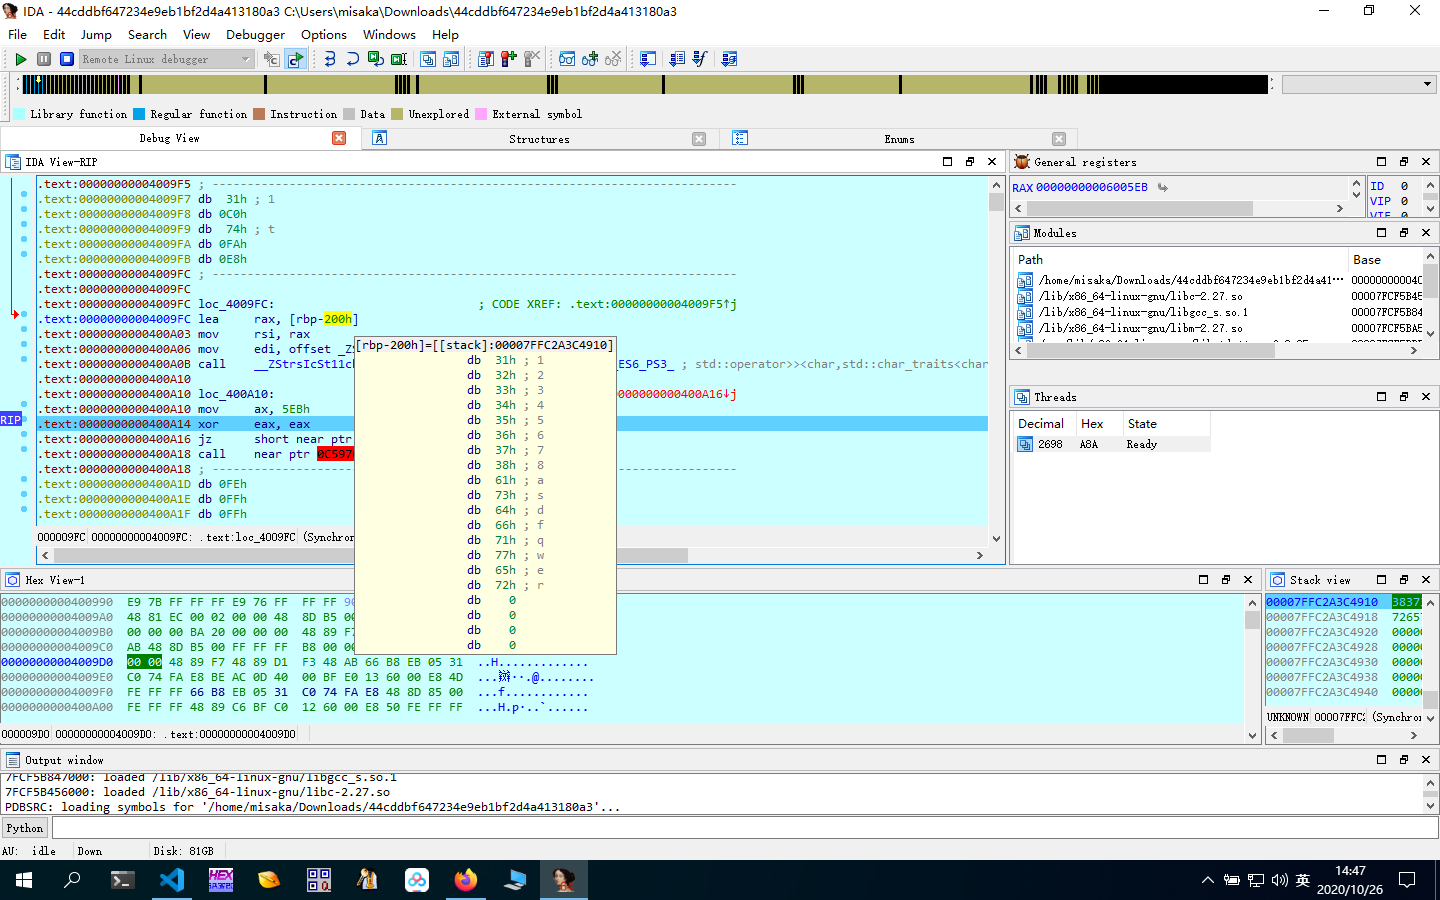 IDA - 44cddbf647234e9eb1bf2d4a413180a3 C:\Users\misaka\Downloads\44cddbf647234e9eb1bf2d4a413180a3
File Edit Jump Search View Debugger Options Windows Help
Remote Linux debugger
Library function Regular function Instruction Data Unexplored External symbol
Debug View Structures Enums
IDA View-RIP
.text:00000000004009F5 ; ---------------------------------------------------------------------------
.text:00000000004009F7 db 31h ; 1
.text:00000000004009F8 db 0C0h
.text:00000000004009F9 db 74h ; t
.text:00000000004009FA db 0FAh
.text:00000000004009FB db 0E8h
.text:00000000004009FC ; ---------------------------------------------------------------------------
.text:00000000004009FC
.text:00000000004009FC loc_4009FC: ; CODE XREF: .text:00000000004009F5↑j
.text:00000000004009FC lea rax, [rbp-200h]
.text:0000000000400A03 mov rsi, rax
.text:0000000000400A06 mov edi, offset _ZS
.text:0000000000400A0B call __ZStrsIcSt11c
_ES6_PS3_ ; std::operator>><char,std::char_traits<char
.text:0000000000400A10
.text:0000000000400A10 loc_400A10:
000000000400A16↓j
.text:0000000000400A10 mov ax, 5EBh
RIP
.text:0000000000400A14 xor eax, eax
.text:0000000000400A16 jz short near ptr
.text:0000000000400A18 call near ptr 0C597
.text:0000000000400A18 ; ---------------------------------------------------------------------------
.text:0000000000400A1D db 0FEh
.text:0000000000400A1E db 0FFh
.text:0000000000400A1F db 0FFh
000009FC 00000000004009FC: .text:loc_4009FC (Synchro
[rbp-200h]=[[stack]:00007FFC2A3C4910]
db 31h ; 1
db 32h ; 2
db 33h ; 3
db 34h ; 4
db 35h ; 5
db 36h ; 6
db 37h ; 7
db 38h ; 8
db 61h ; a
db 73h ; s
db 64h ; d
db 66h ; f
db 71h ; q
db 77h ; w
db 65h ; e
db 72h ; r
db 0
db 0
db 0
db 0
General registers
RAX 00000000006005EB
ID 0
VIP 0
VIF 0
Modules
Path Base
/home/misaka/Downloads/44cddbf647234e9eb1bf2d4a41··· 00000000004000
/lib/x86_64-linux-gnu/libc-2.27.so 00007FCF5B45
/lib/x86_64-linux-gnu/libgcc_s.so.1 00007FCF5B84
/lib/x86_64-linux-gnu/libm-2.27.so 00007FCF5BA5
Threads
Decimal Hex State
2698 A8A Ready
Hex View-1
0000000000400990 E9 7B FF FF FF E9 76 FF FF FF 90
00000000004009A0 48 81 EC 00 02 00 00 48 8D B5 00
00000000004009B0 00 00 00 BA 20 00 00 00 48 89 F7
00000000004009C0 AB 48 8D B5 00 FF FF FF B8 00 00
00000000004009D0 00 00 48 89 F7 48 89 D1 F3 48 AB 66 B8 EB 05 31 ..H.............
00000000004009E0 C0 74 FA E8 BE AC 0D 40 00 BF E0 13 60 00 E8 4D
00000000004009F0 FE FF FF 66 B8 EB 05 31 C0 74 FA E8 48 8D 85 00 ...f............
0000000000400A00 FE FF FF 48 89 C6 BF C0 12 60 00 E8 50 FE FF FF ...H.p·..`......
000009D0 00000000004009D0: .text:00000000004009D0
Stack view
00007FFC2A3C4910 3837
00007FFC2A3C4918 7265
00007FFC2A3C4920 0000
00007FFC2A3C4928 0000
00007FFC2A3C4930 0000
00007FFC2A3C4938 0000
00007FFC2A3C4940 0000
UNKNOWN 00007FFC2 (Synchro
Output window
7FCF5B847000: loaded /lib/x86_64-linux-gnu/libgcc_s.so.1
7FCF5B456000: loaded /lib/x86_64-linux-gnu/libc-2.27.so
PDBSRC: loading symbols for '/home/misaka/Downloads/44cddbf647234e9eb1bf2d4a413180a3'...
Python
AU: idle Down Disk: 81GB
HEX
英
14:47
2020/10/26